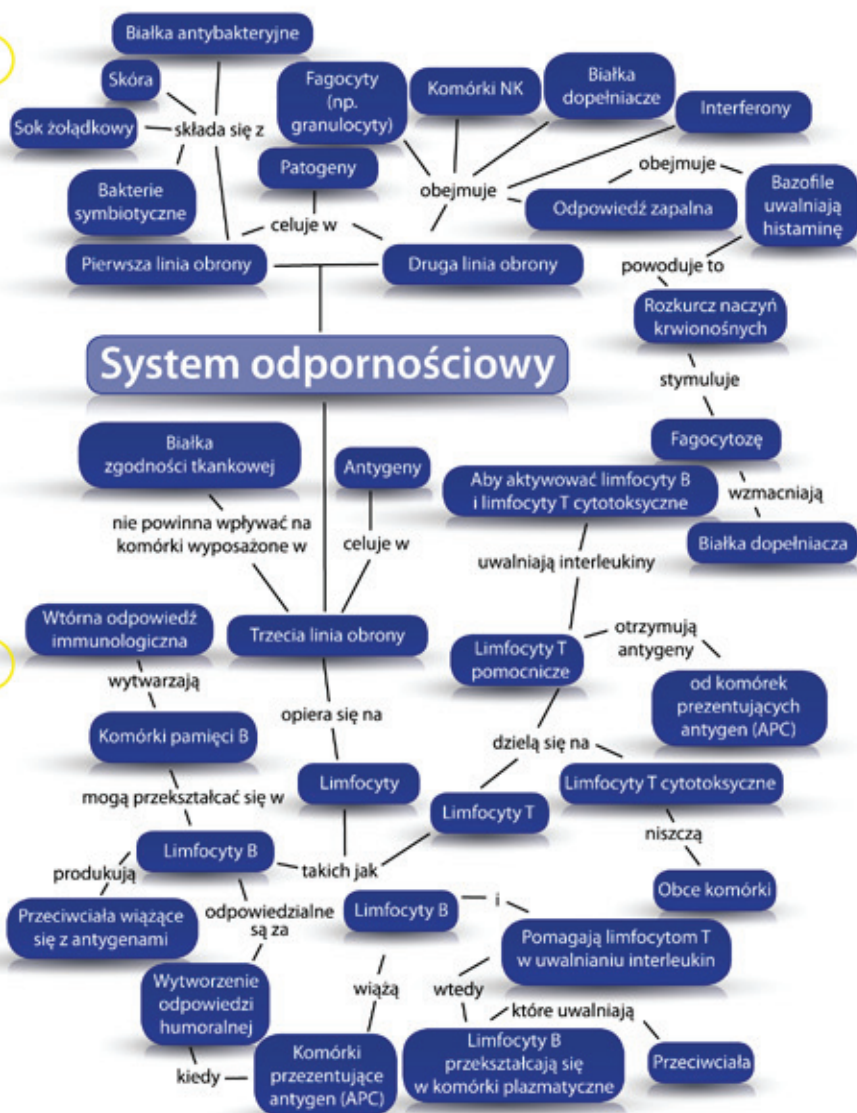 Białka antybakteryjne
Skóra
Sok żołądkowy
składa się z
Bakterie
symbiotyczne
Fagocyty
(np.
granulocyty)
Komórki NK
Białka
dopełniacze
Interferony
Patogeny
obejmuje
obejmuje
Odpowiedź zapalna
Bazofile
uwalniają
histaminę
celuje w
Pierwsza linia obrony
Druga linia obrony
powoduje to
Rozkurcz naczyń
krwionośnych
System odpornościowy
stymuluje
Fagocytozę
Białka
zgodności tkankowej
Antygeny
Aby aktywować limfocyty B
i limfocyty T cytotoksyczne
wzmacniają
Białka dopełniacza
nie powinna wpływać na
komórki wyposażone w
celuje w
uwalniają interleukiny
Wtórna odpowiedź
immunologiczna
Trzecia linia obrony
Limfocyty T
pomocnicze
otrzymują
antygeny
od komórek
prezentujących
antygen (APC)
wytwarzają
opiera się na
Komórki pamięci B
dzielą się na
mogą przekształcać się w
Limfocyty
Limfocyty T
Limfocyty T cytotoksyczne
niszczą
Limfocyty B
takich jak
Obce komórki
produkują
Przeciwciała wiążące
się z antygenami
odpowiedzialne
są za
Limfocyty B
i
Pomagają limfocytom T
w uwalnianiu interleukin
Wytworzenie
odpowiedzi
humoralnej
wiążą
wtedy
które uwalniają
kiedy
Komórki
przezentujące
antygen (APC)
Limfocyty B
przekształcają się
w komórki plazmatyczne
Przeciwciała